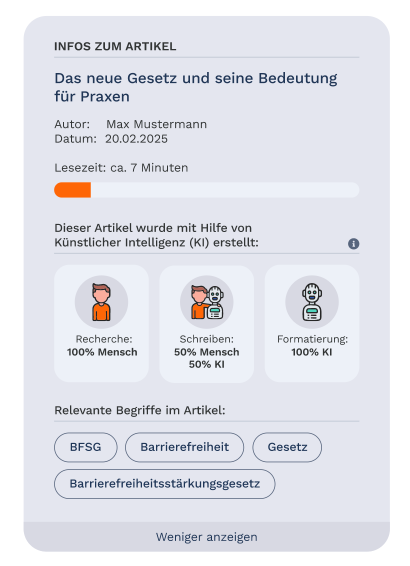 INFOS ZUM ARTIKEL
Das neue Gesetz und seine Bedeutung
für Praxen
Autor: Max Mustermann
Datum: 20.02.2025
Lesezeit: ca. 7 Minuten
Dieser Artikel wurde mit Hilfe von
Künstlicher Intelligenz (KI) erstellt:
i
Recherche:
100% Mensch
Schreiben:
50% Mensch
50% KI
Formatierung:
100% KI
Relevante Begriffe im Artikel:
BFSG
Barrierefreiheit
Gesetz
Barrierefreiheitsstärkungsgesetz
Weniger anzeigen